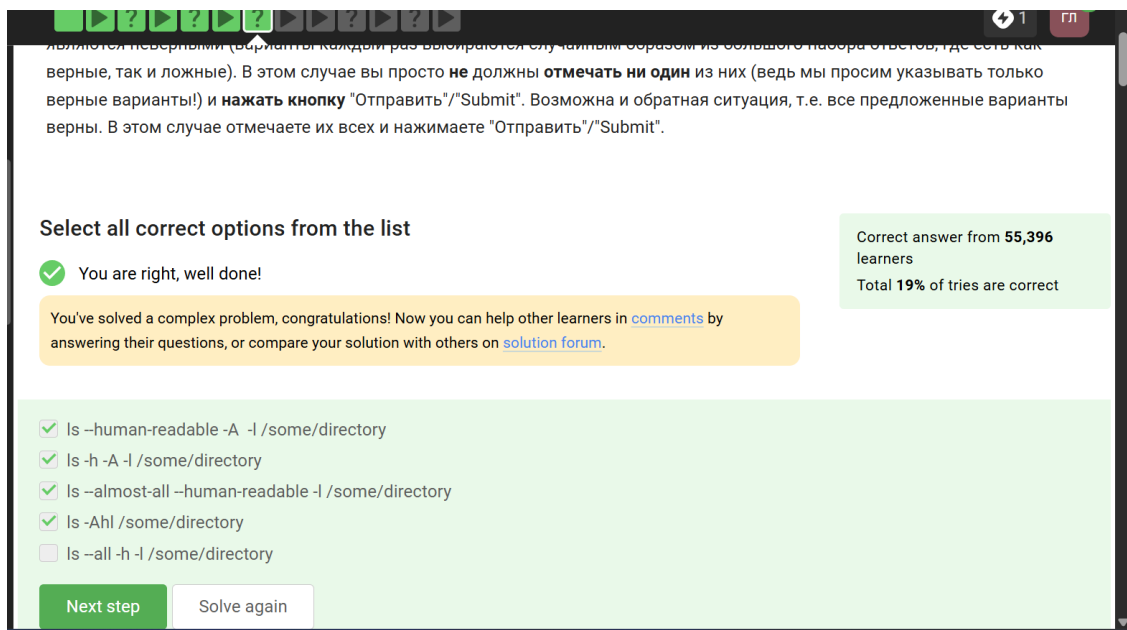 1
ГЛ
являются неверными (варианты каждый раз выбираются случайным образом из большого набора ответов, где есть как
верные, так и ложные). В этом случае вы просто не должны отмечать ни один из них (ведь мы просим указывать только
верные варианты!) и нажать кнопку "Отправить"/"Submit". Возможна и обратная ситуация, т.е. все предложенные варианты
верны. В этом случае отмечаете их всех и нажимаете "Отправить"/"Submit".
Select all correct options from the list
You are right, well done!
You've solved a complex problem, congratulations! Now you can help other learners in comments by
answering their questions, or compare your solution with others on solution forum.
Correct answer from 55,396
learners
Total 19% of tries are correct
ls --human-readable -A  -l /some/directory
ls -h -A -l /some/directory
ls --almost-all --human-readable -l /some/directory
ls -Ahl /some/directory
ls --all -h -l /some/directory
Next step
Solve again